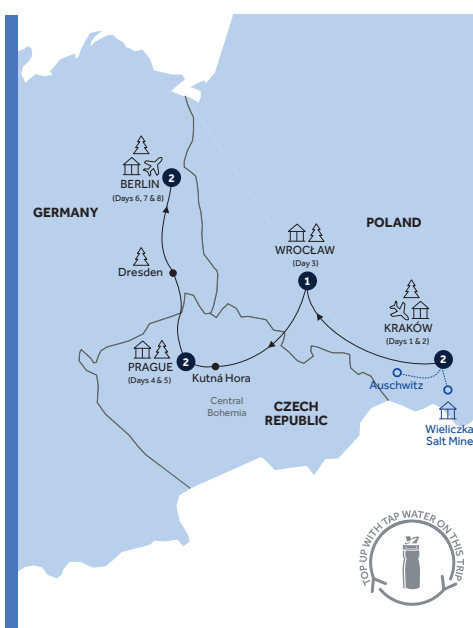 BERLIN
2
(Days 6, 7 & 8)
GERMANY
POLAND
WROCŁAW
(Day 3)
1
Dresden
KRAKÓW
(Days 1 & 2)
2
PRAGUE
(Days 4 & 5)
2
Kutná Hora
Auschwitz
Central
Bohemia
CZECH
REPUBLIC
Wieliczka
Salt Mine
TOP UP WITH TAP WATER ON THIS TRIP